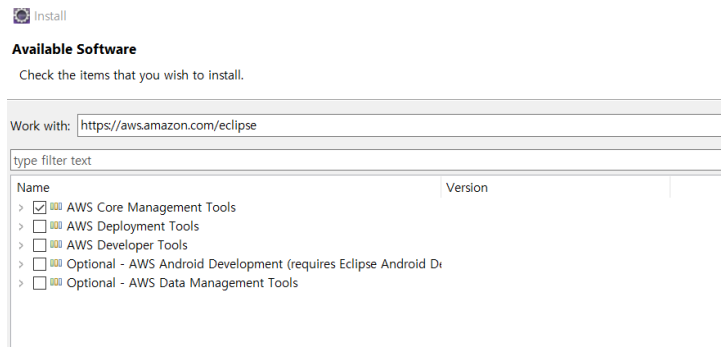 Install
Available Software
Check the items that you wish to install.
Work with: https://aws.amazon.com/eclipse
type filter text
Name Version
AWS Core Management Tools
AWS Deployment Tools
AWS Developer Tools
Optional - AWS Android Development (requires Eclipse Android De
Optional - AWS Data Management Tools